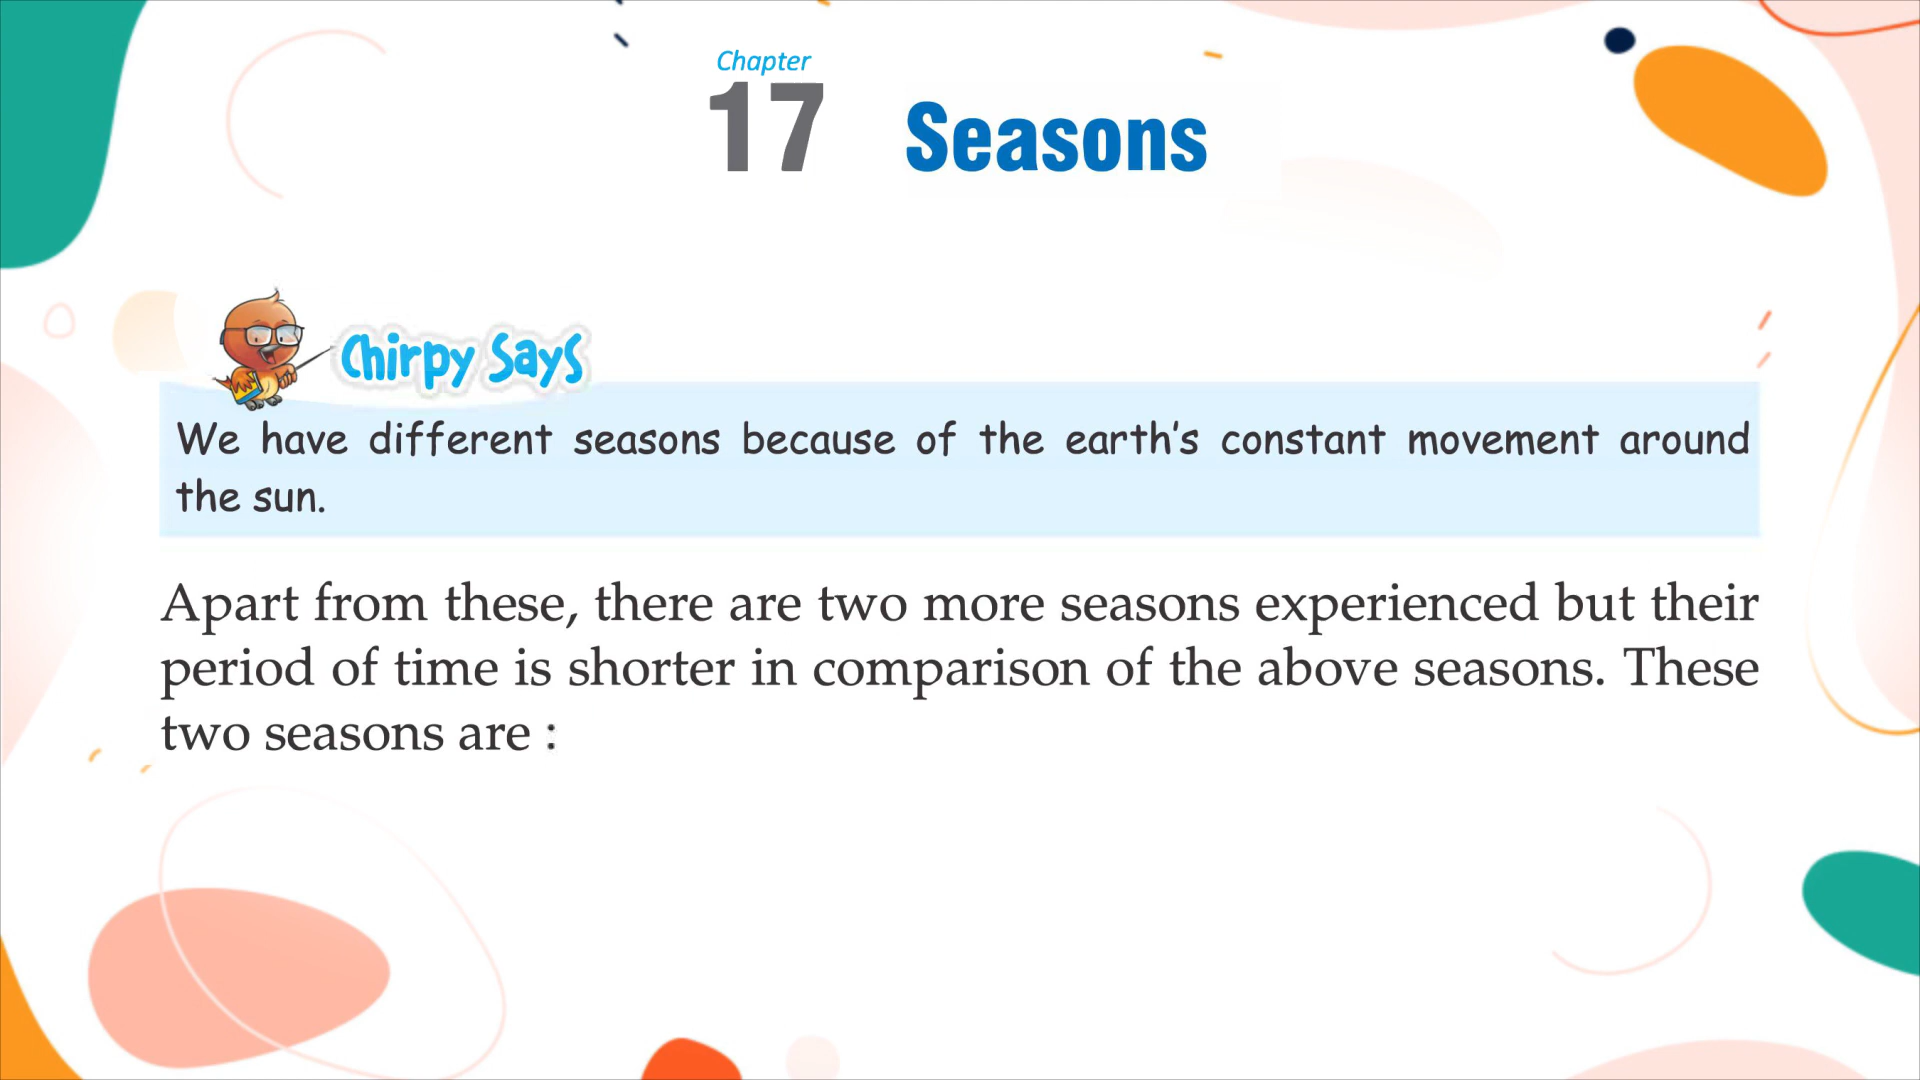 Chapter
17 Seasons
Chirpy Says
We have different seasons because of the earth's constant movement around
the sun.
Apart from these, there are two more seasons experienced but their
period of time is shorter in comparison of the above seasons. These
two seasons are :